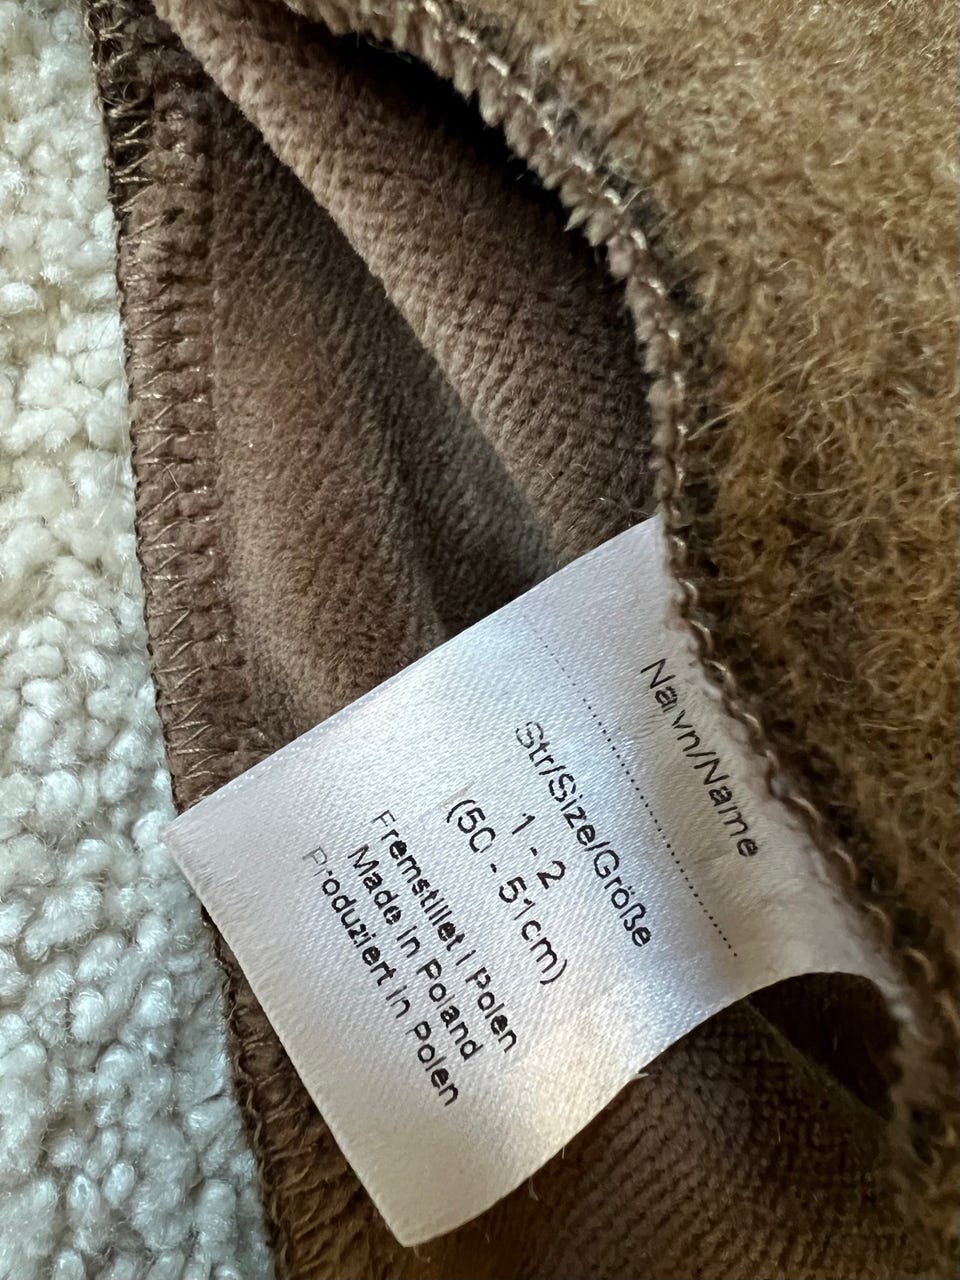 Navn/Name
Str/Size/Größe
1 - 2
(50 - 51cm)
Fremstillet i Polen
Made in Poland
Produziert in Polen